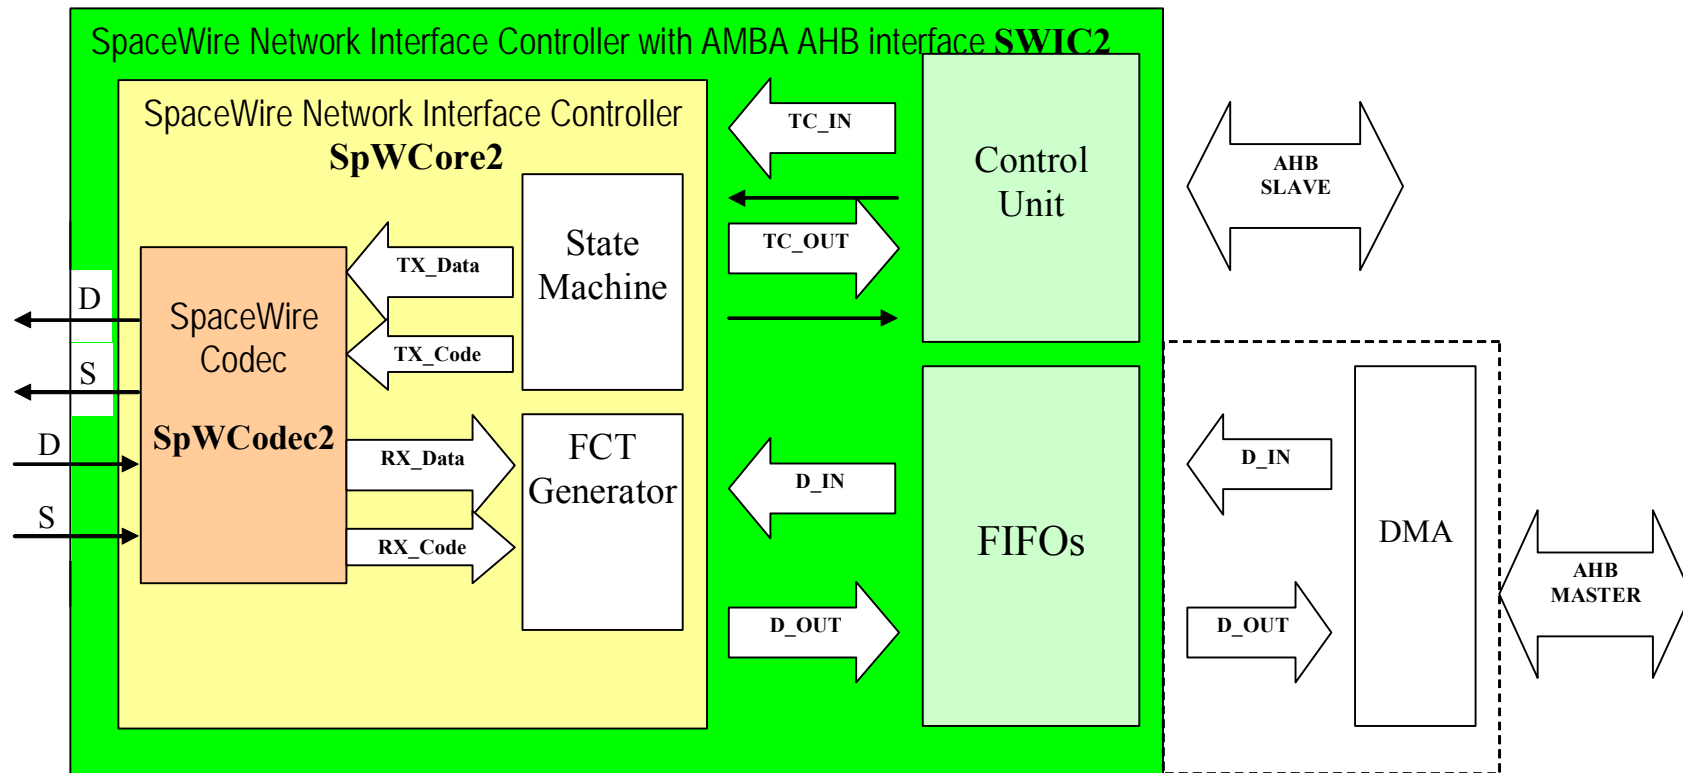 SpaceWire Network Interface Controller with AMBA AHB interface SWIC2
SpaceWire Network Interface Controller
SpWCore2
TC_IN
Control
Unit
AHB
SLAVE
State
Machine
TX_Data
TC_OUT
D
SpaceWire
Codec
TX_Code
S
SpWCodec2
D
RX_Data
FCT
Generator
D_IN
D_IN
S
RX_Code
FIFOs
DMA
AHB
MASTER
D_OUT
D_OUT